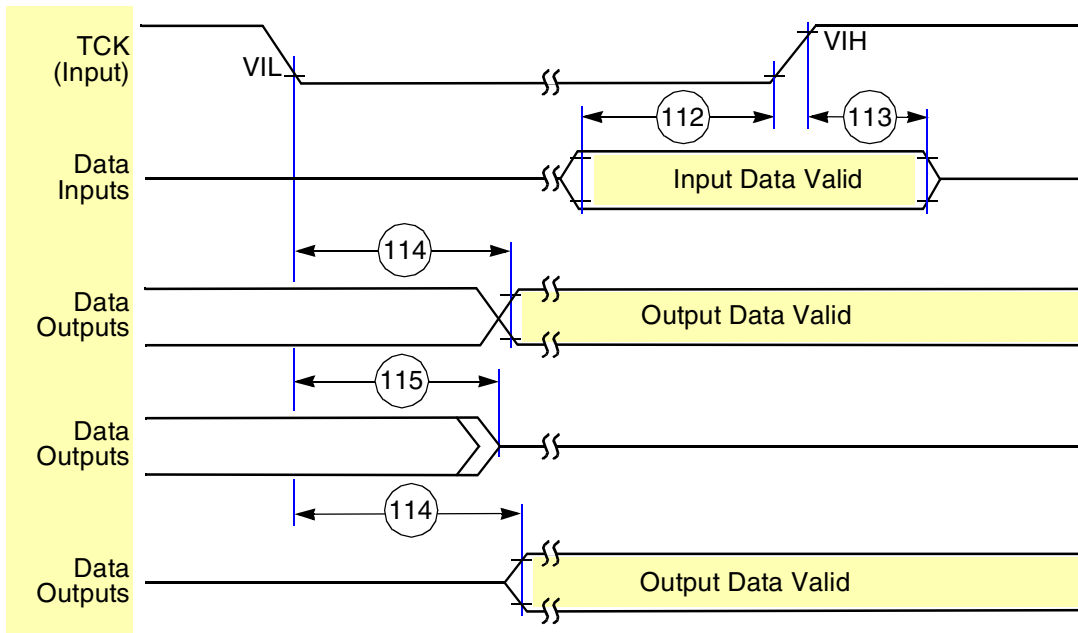 TCK
(Input)
VIL
VIH
112
113
Data
Inputs
Input Data Valid
114
Data
Outputs
Output Data Valid
115
Data
Outputs
114
Data
Outputs
Output Data Valid